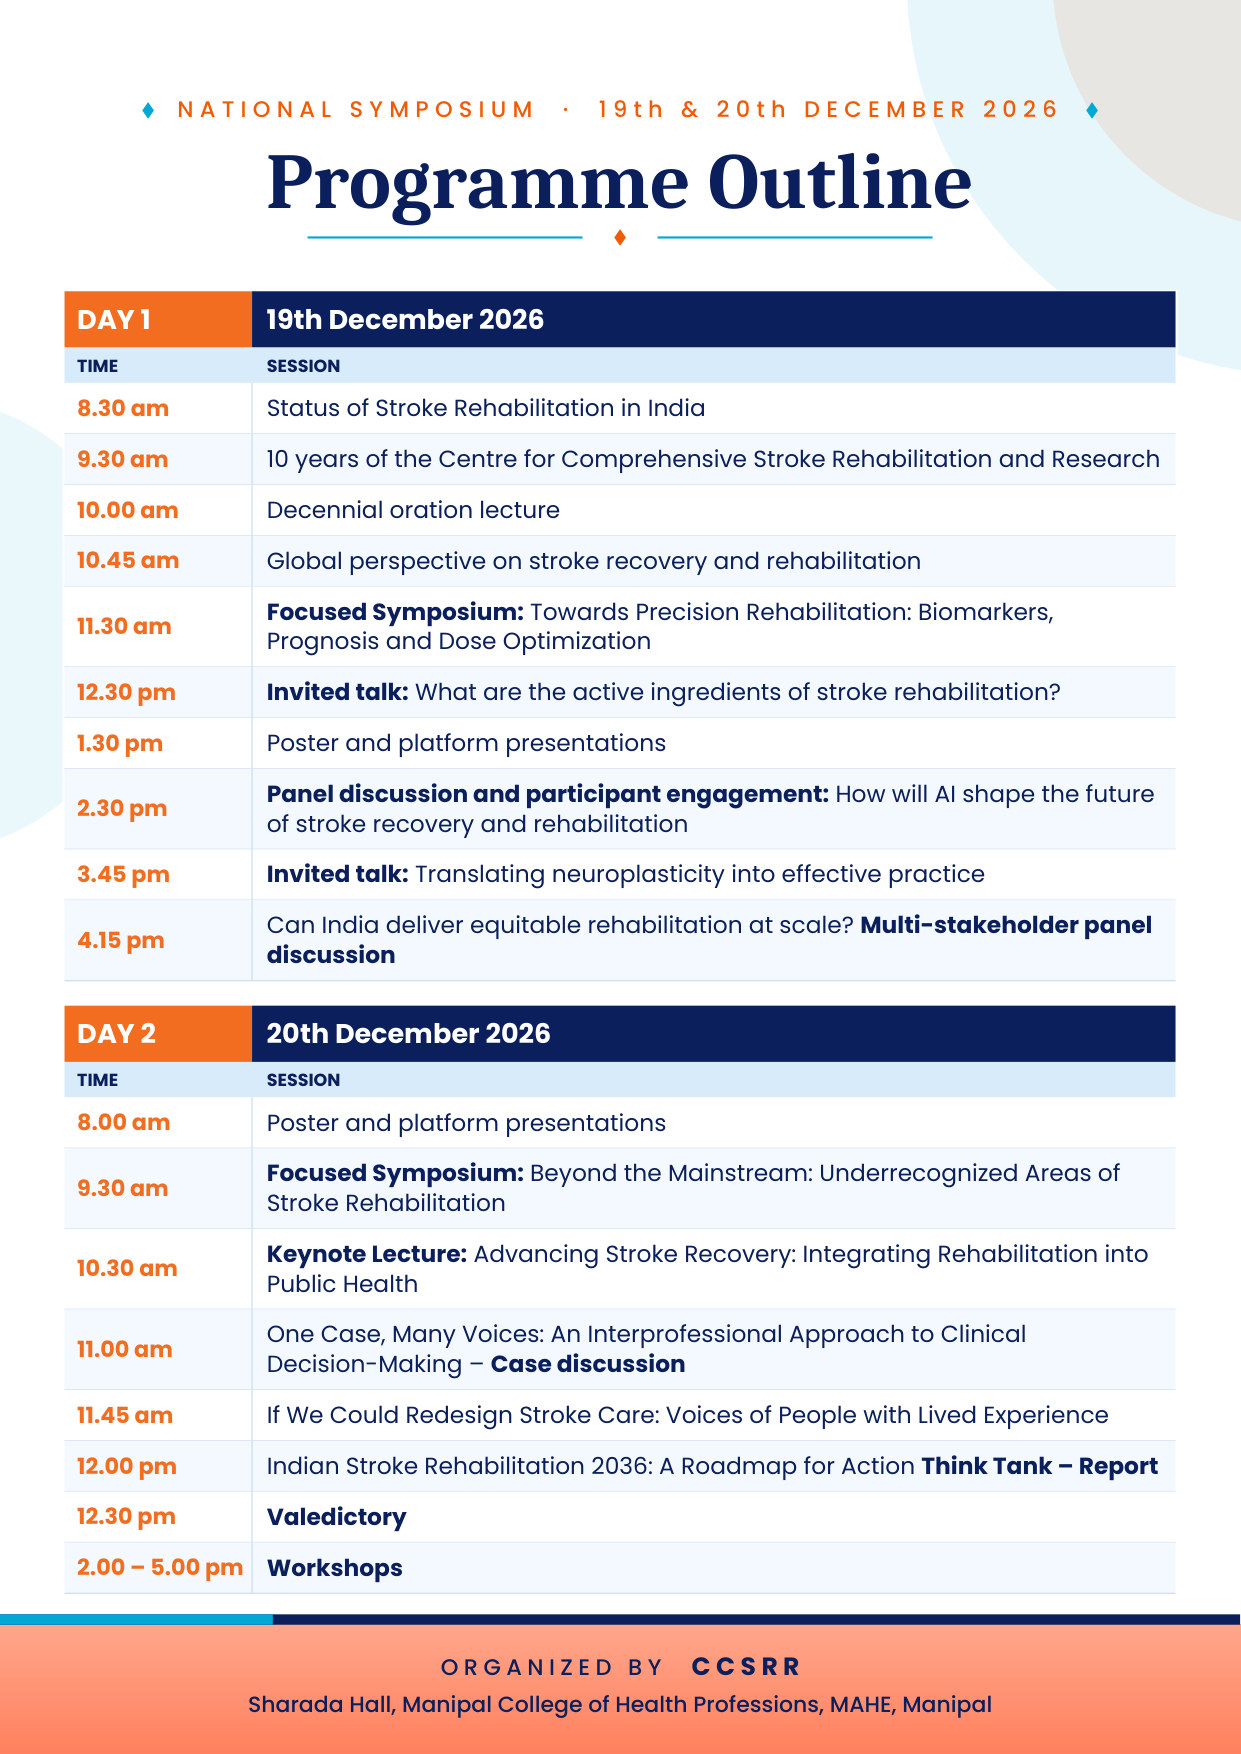 NATIONAL SYMPOSIUM · 19th & 20th DECEMBER 2026
Programme Outline
DAY 1 19th December 2026
TIME SESSION
8.30 am Status of Stroke Rehabilitation in India
9.30 am 10 years of the Centre for Comprehensive Stroke Rehabilitation and Research
10.00 am Decennial oration lecture
10.45 am Global perspective on stroke recovery and rehabilitation
11.30 am Focused Symposium: Towards Precision Rehabilitation: Biomarkers,
Prognosis and Dose Optimization
12.30 pm Invited talk: What are the active ingredients of stroke rehabilitation?
1.30 pm Poster and platform presentations
2.30 pm Panel discussion and participant engagement: How will AI shape the future
of stroke recovery and rehabilitation
3.45 pm Invited talk: Translating neuroplasticity into effective practice
4.15 pm Can India deliver equitable rehabilitation at scale? Multi-stakeholder panel
discussion
DAY 2 20th December 2026
TIME SESSION
8.00 am Poster and platform presentations
9.30 am Focused Symposium: Beyond the Mainstream: Underrecognized Areas of
Stroke Rehabilitation
10.30 am Keynote Lecture: Advancing Stroke Recovery: Integrating Rehabilitation into
Public Health
11.00 am One Case, Many Voices: An Interprofessional Approach to Clinical
Decision-Making – Case discussion
11.45 am If We Could Redesign Stroke Care: Voices of People with Lived Experience
12.00 pm Indian Stroke Rehabilitation 2036: A Roadmap for Action Think Tank – Report
12.30 pm Valedictory
2.00 – 5.00 pm Workshops
ORGANIZED BY CCSRR
Sharada Hall, Manipal College of Health Professions, MAHE, Manipal